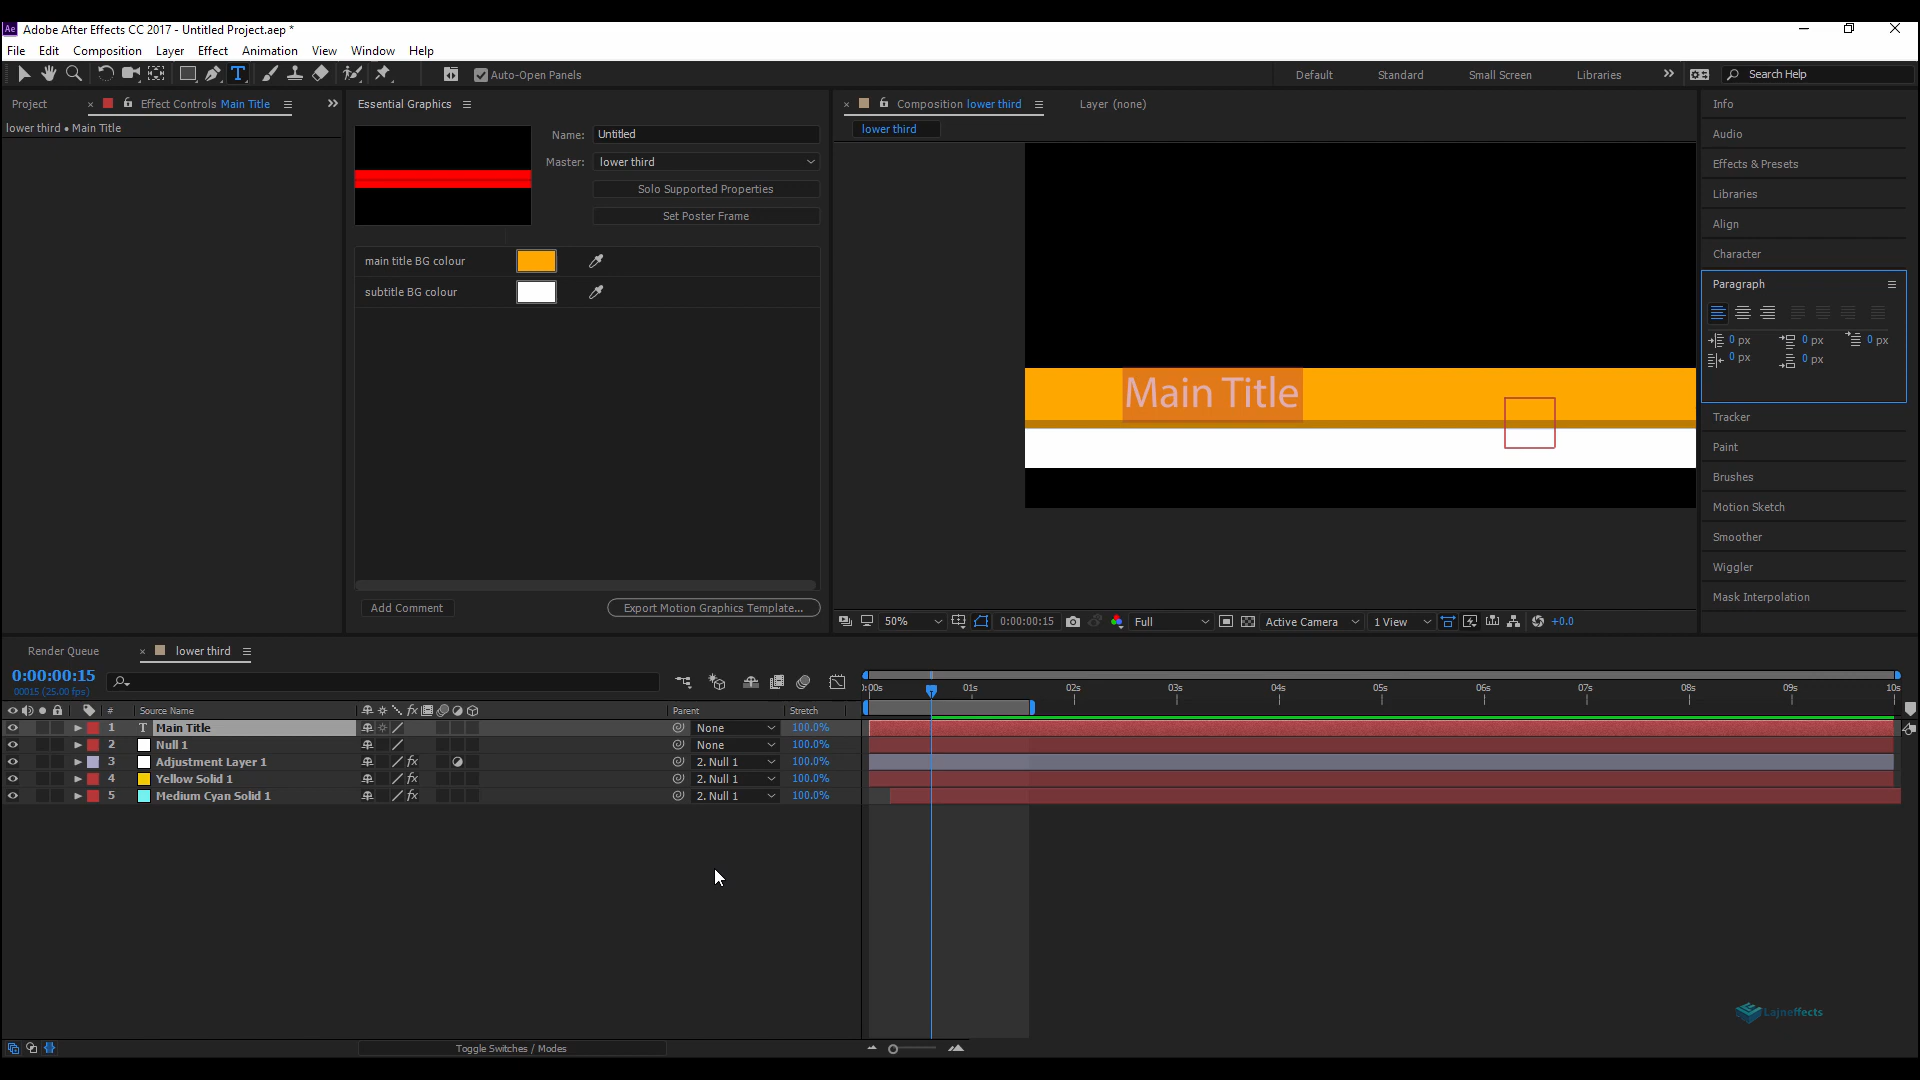 Ae Adobe After Effects CC 2017 - Untitled Project.aep *
File Edit Composition Layer Effect Animation View Window Help
T Auto-Open Panels Default Standard Small Screen Libraries Search Help
Project Effect Controls Main Title
lower third • Main Title
Essential Graphics
Name: Untitled
Master: lower third
Solo Supported Properties
Set Poster Frame
main title BG colour
subtitle BG colour
Add Comment Export Motion Graphics Template...
Composition lower third Layer (none)
lower third
Main Title
50% 0:00:00:15 Full Active Camera 1 View +0.0
Info
Audio
Effects & Presets
Libraries
Align
Character
Paragraph
0 px 0 px 0 px
0 px 0 px
Tracker
Paint
Brushes
Motion Sketch
Smoother
Wiggler
Mask Interpolation
Render Queue lower third
0:00:00:15
00015 (25.00 fps)
:00s 01s 02s 03s 04s 05s 06s 07s 08s 09s 10s
# Source Name fx Parent Stretch
1 T Main Title None 100.0%
2 Null 1 None 100.0%
3 Adjustment Layer 1 fx 2. Null 1 100.0%
4 Yellow Solid 1 fx 2. Null 1 100.0%
5 Medium Cyan Solid 1 fx 2. Null 1 100.0%
Lajneffects
Toggle Switches / Modes